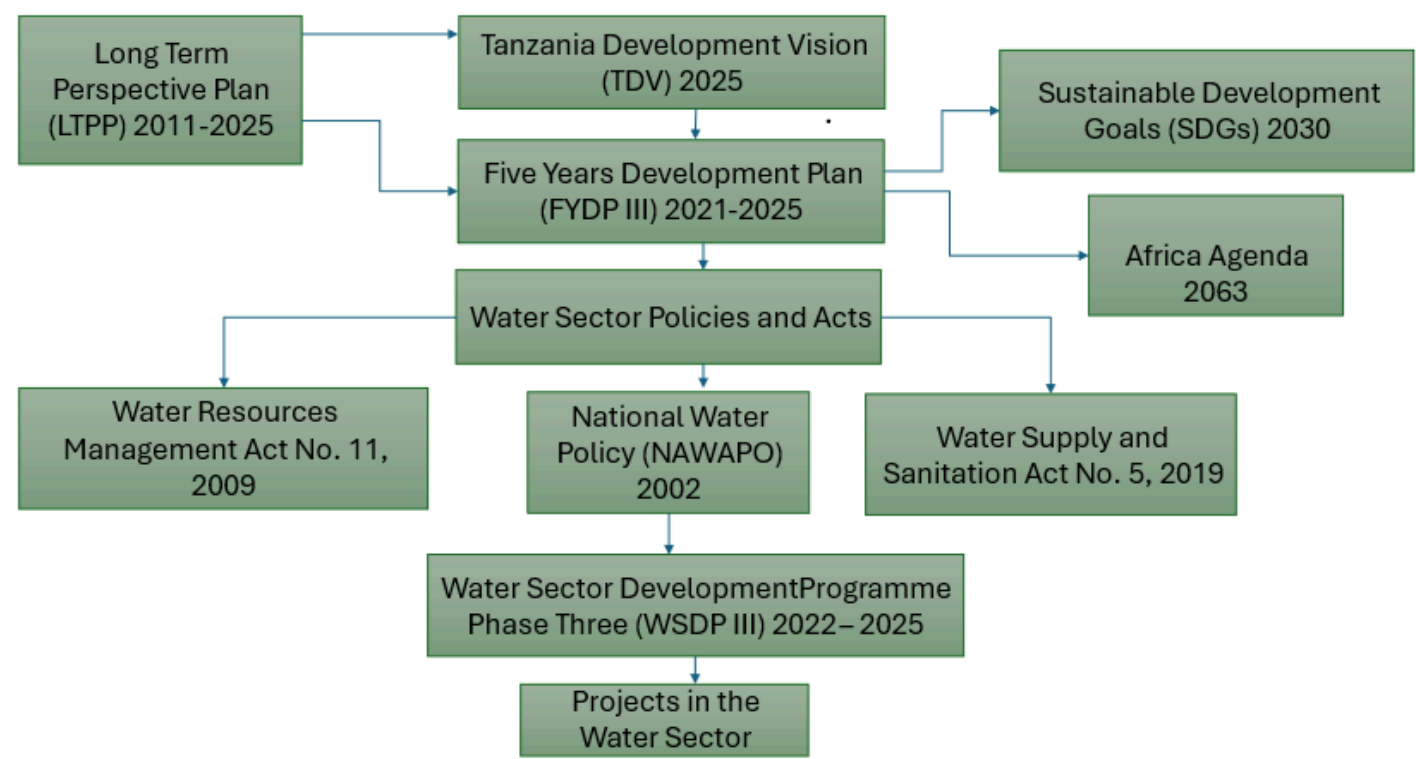 Long Term
Perspective Plan
(LTPP) 2011-2025
Tanzania Development Vision
(TDV) 2025
Sustainable Development
Goals (SDGs) 2030
Five Years Development Plan
(FYDP III) 2021-2025
Africa Agenda
2063
Water Sector Policies and Acts
Water Resources
Management Act No. 11,
2009
National Water
Policy (NAWAPO)
2002
Water Supply and
Sanitation Act No. 5, 2019
Water Sector DevelopmentProgramme
Phase Three (WSDP III) 2022– 2025
Projects in the
Water Sector